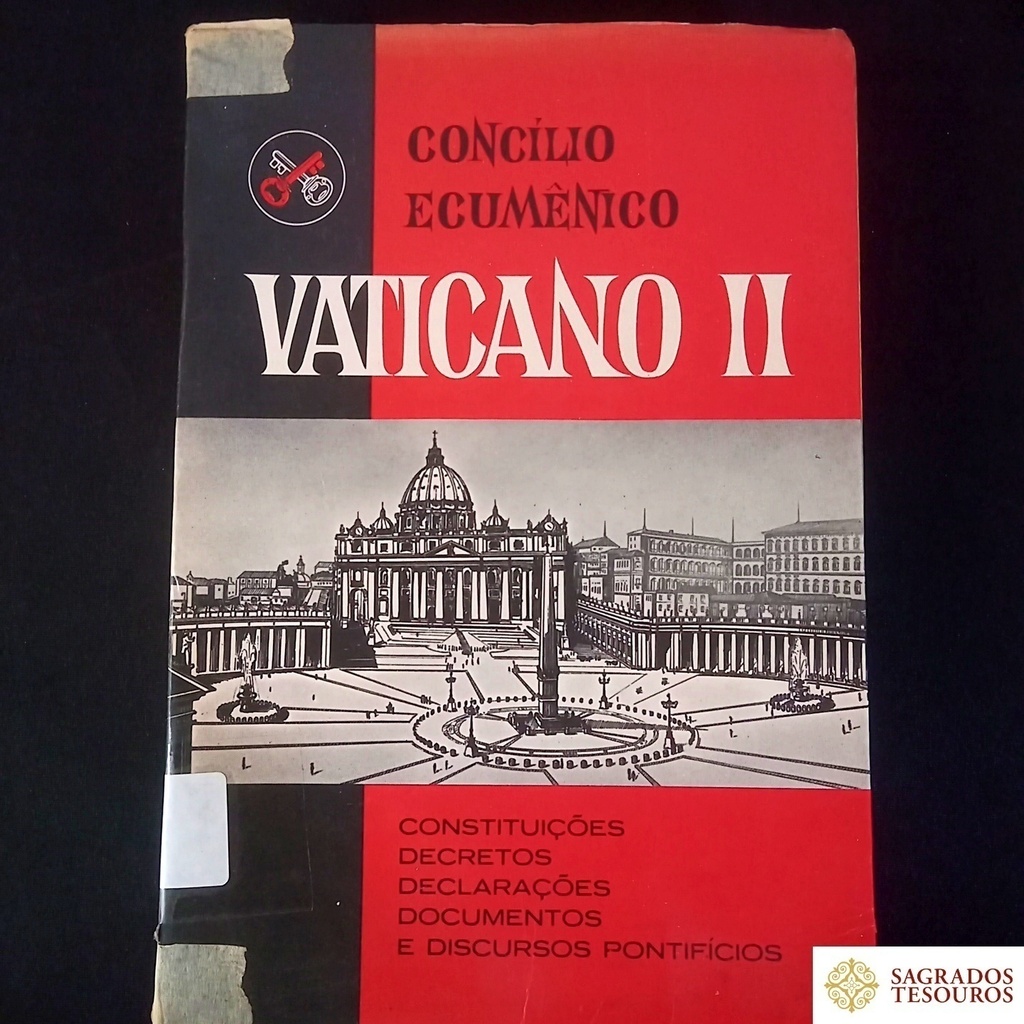 CONCÍLIO
ECUMÊNICO
VATICANO II
CONSTITUIÇÕES
DECRETOS
DECLARAÇÕES
DOCUMENTOS
E DISCURSOS PONTIFÍCIOS
SAGRADOS
TESOUROS